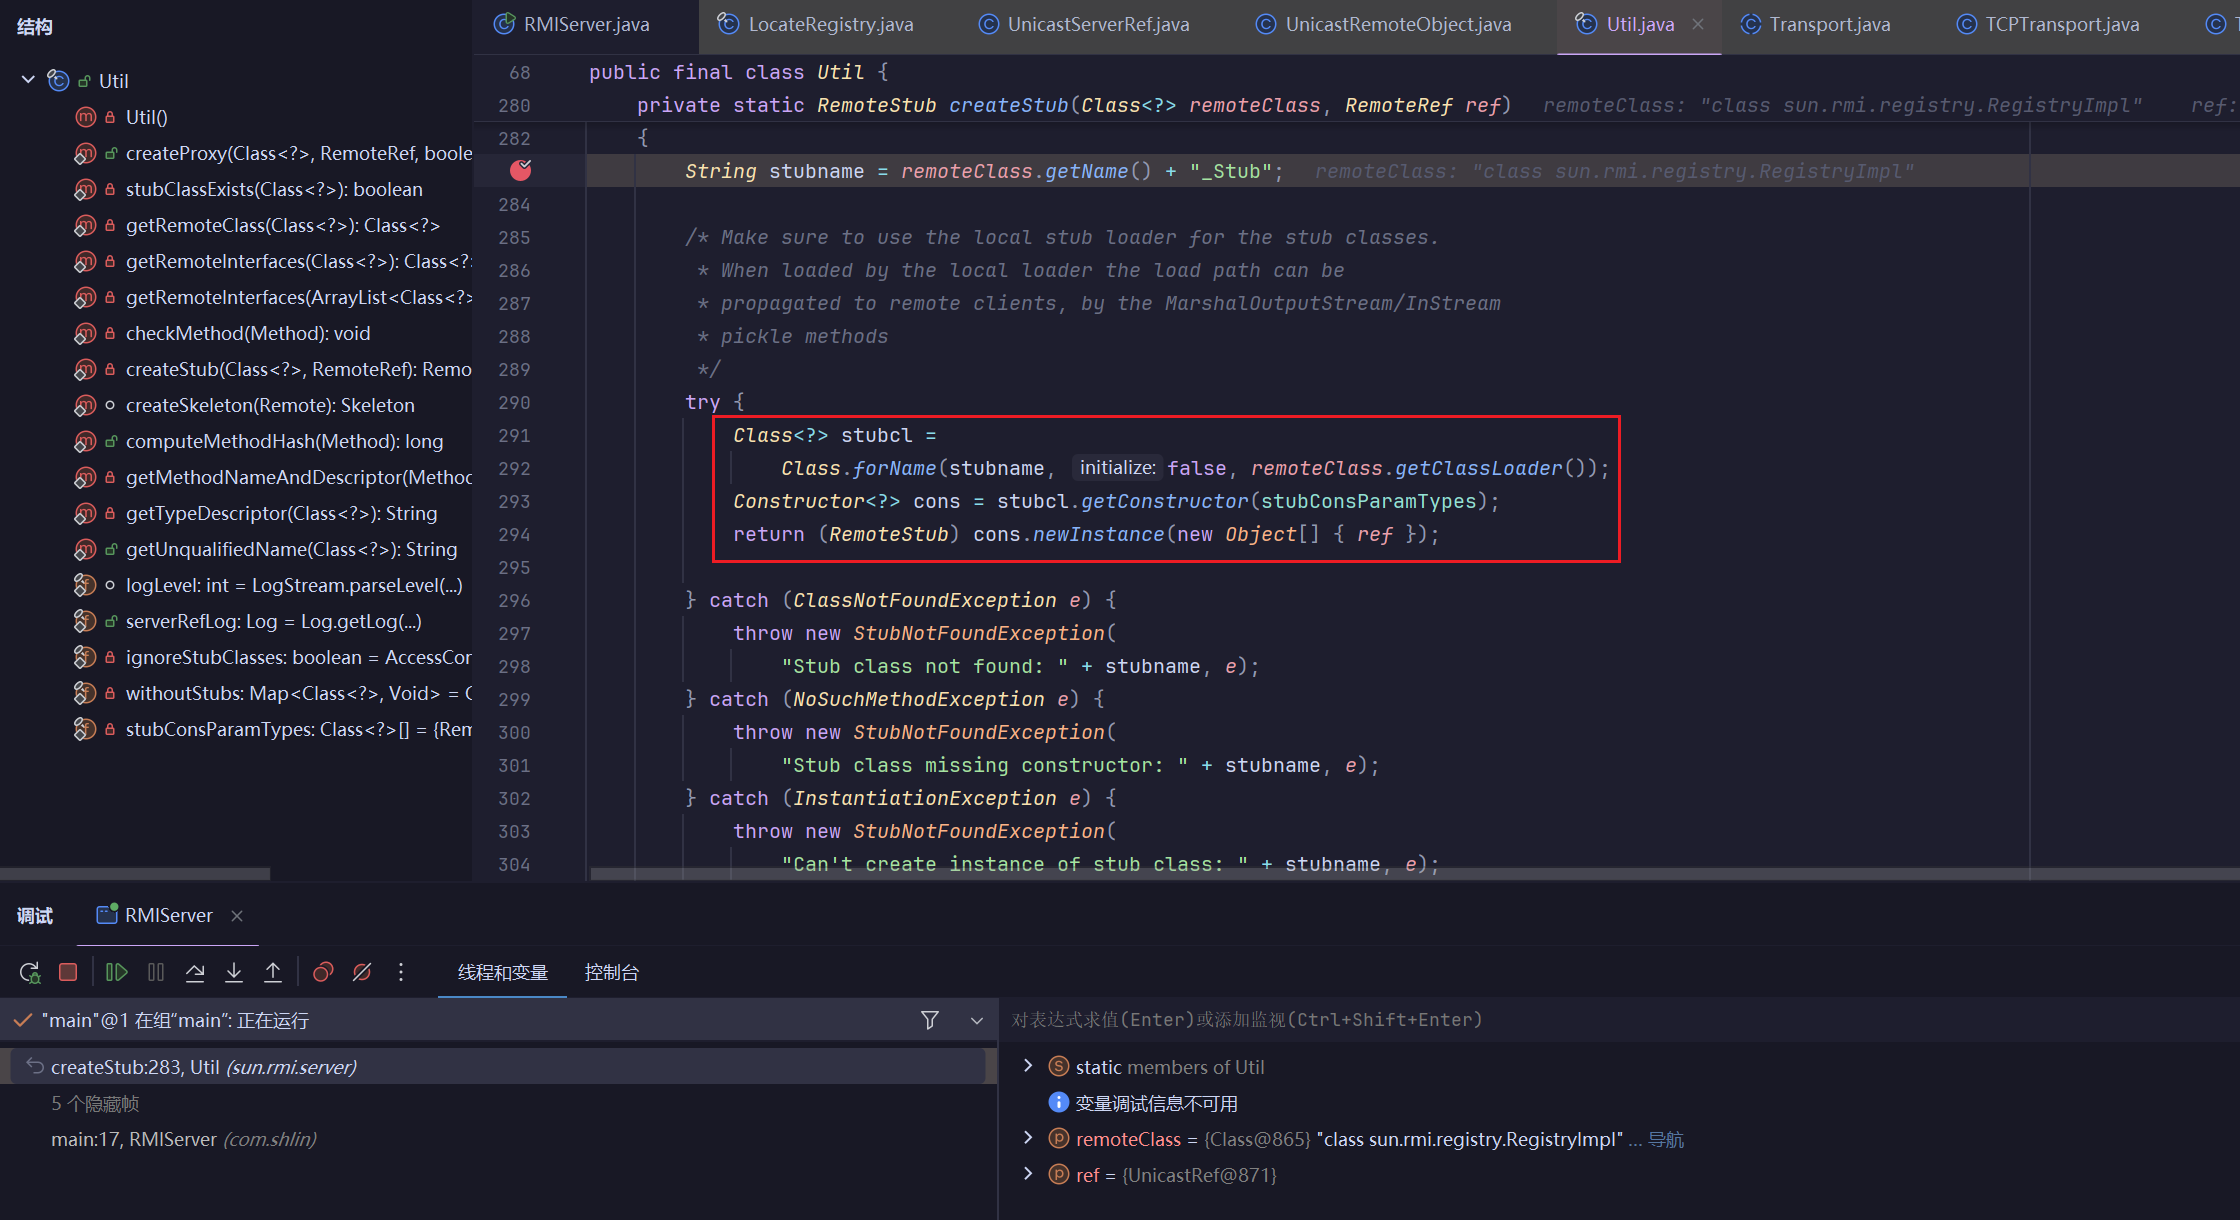 结构
RMIServer.java
LocateRegistry.java
UnicastServerRef.java
UnicastRemoteObject.java
Util.java
Transport.java
TCPTransport.java
Util
Util()
createProxy(Class<?>, RemoteRef, boole
stubClassExists(Class<?>): boolean
getRemoteClass(Class<?>): Class<?>
getRemoteInterfaces(Class<?>): Class<?
getRemoteInterfaces(ArrayList<Class<?>
checkMethod(Method): void
createStub(Class<?>, RemoteRef): Remo
createSkeleton(Remote): Skeleton
computeMethodHash(Method): long
getMethodNameAndDescriptor(Method
getTypeDescriptor(Class<?>): String
getUnqualifiedName(Class<?>): String
logLevel: int = LogStream.parseLevel(...)
serverRefLog: Log = Log.getLog(...)
ignoreStubClasses: boolean = AccessCor
withoutStubs: Map<Class<?>, Void> = C
stubConsParamTypes: Class<?>[] = {Rem
68 public final class Util {
280 private static RemoteStub createStub(Class<?> remoteClass, RemoteRef ref) remoteClass: "class sun.rmi.registry.RegistryImpl" ref:
282 {
String stubname = remoteClass.getName() + "_Stub"; remoteClass: "class sun.rmi.registry.RegistryImpl"
284
285 /* Make sure to use the local stub loader for the stub classes.
286 * When loaded by the local loader the load path can be
287 * propagated to remote clients, by the MarshalOutputStream/InStream
288 * pickle methods
289 */
290 try {
291 Class<?> stubcl =
292 Class.forName(stubname, initialize: false, remoteClass.getClassLoader());
293 Constructor<?> cons = stubcl.getConstructor(stubConsParamTypes);
294 return (RemoteStub) cons.newInstance(new Object[] { ref });
295
296 } catch (ClassNotFoundException e) {
297 throw new StubNotFoundException(
298 "Stub class not found: " + stubname, e);
299 } catch (NoSuchMethodException e) {
300 throw new StubNotFoundException(
301 "Stub class missing constructor: " + stubname, e);
302 } catch (InstantiationException e) {
303 throw new StubNotFoundException(
304 "Can't create instance of stub class: " + stubname, e);
调试
RMIServer
线程和变量
控制台
"main"@1 在组“main”: 正在运行
createStub:283, Util (sun.rmi.server)
5 个隐藏帧
main:17, RMIServer (com.shlin)
对表达式求值(Enter)或添加监视(Ctrl+Shift+Enter)
static members of Util
变量调试信息不可用
remoteClass = {Class@865} "class sun.rmi.registry.RegistryImpl" ... 导航
ref = {UnicastRef@871}